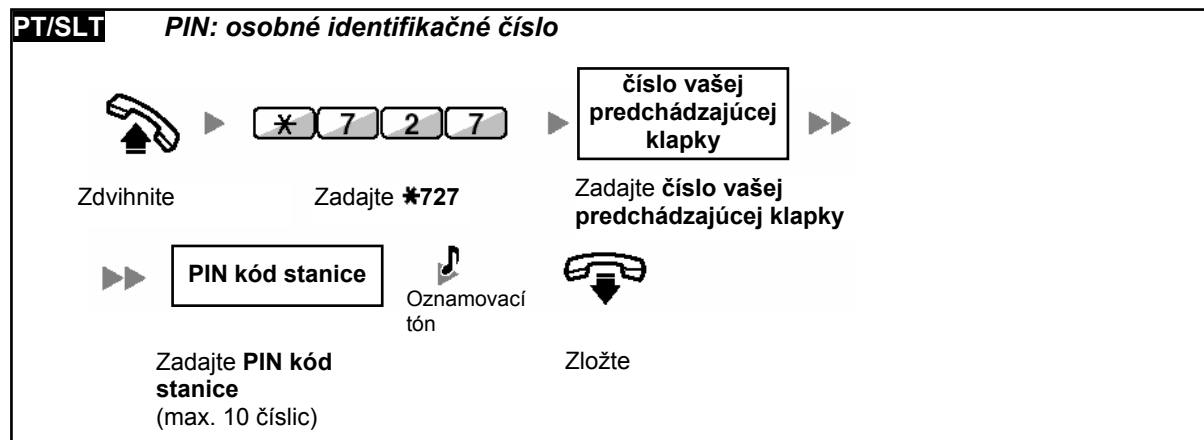 PT/SLT PIN: osobné identifikačné číslo
číslo vašej
predchádzajúcej
klapky
* 7 2 7
Zdvihnite
Zadajte *727
Zadajte číslo vašej
predchádzajúcej klapky
PIN kód stanice
Oznamovací
tón
Zadajte PIN kód
stanice
(max. 10 číslic)
Zložte